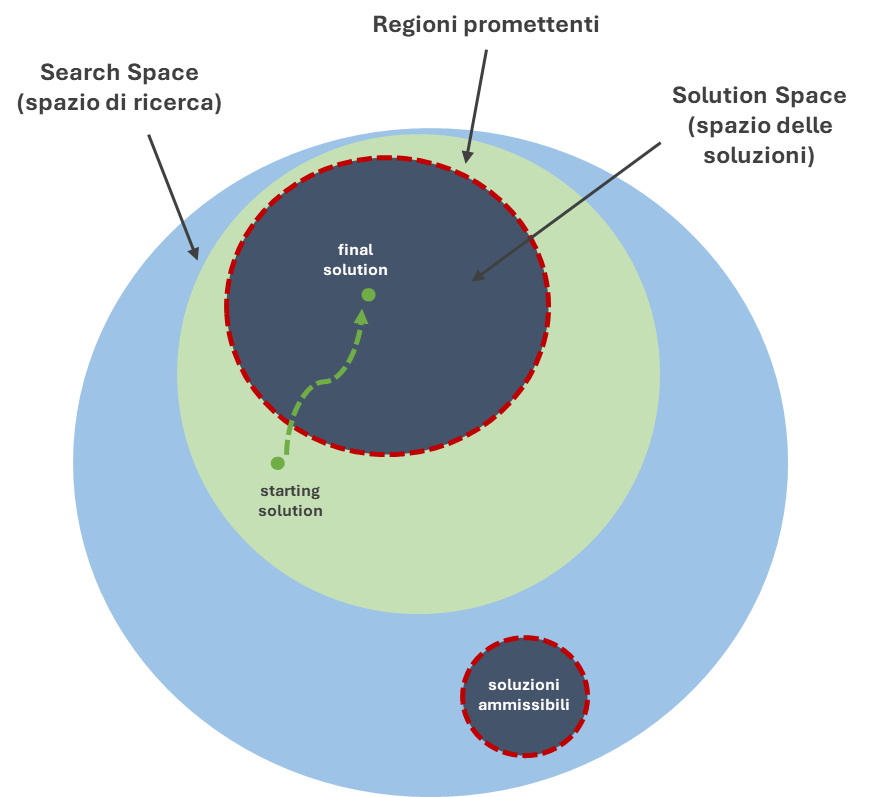 Regioni promettenti
Search Space
(spazio di ricerca)
Solution Space
(spazio delle
soluzioni)
final
solution
starting
solution
soluzioni
ammissibili